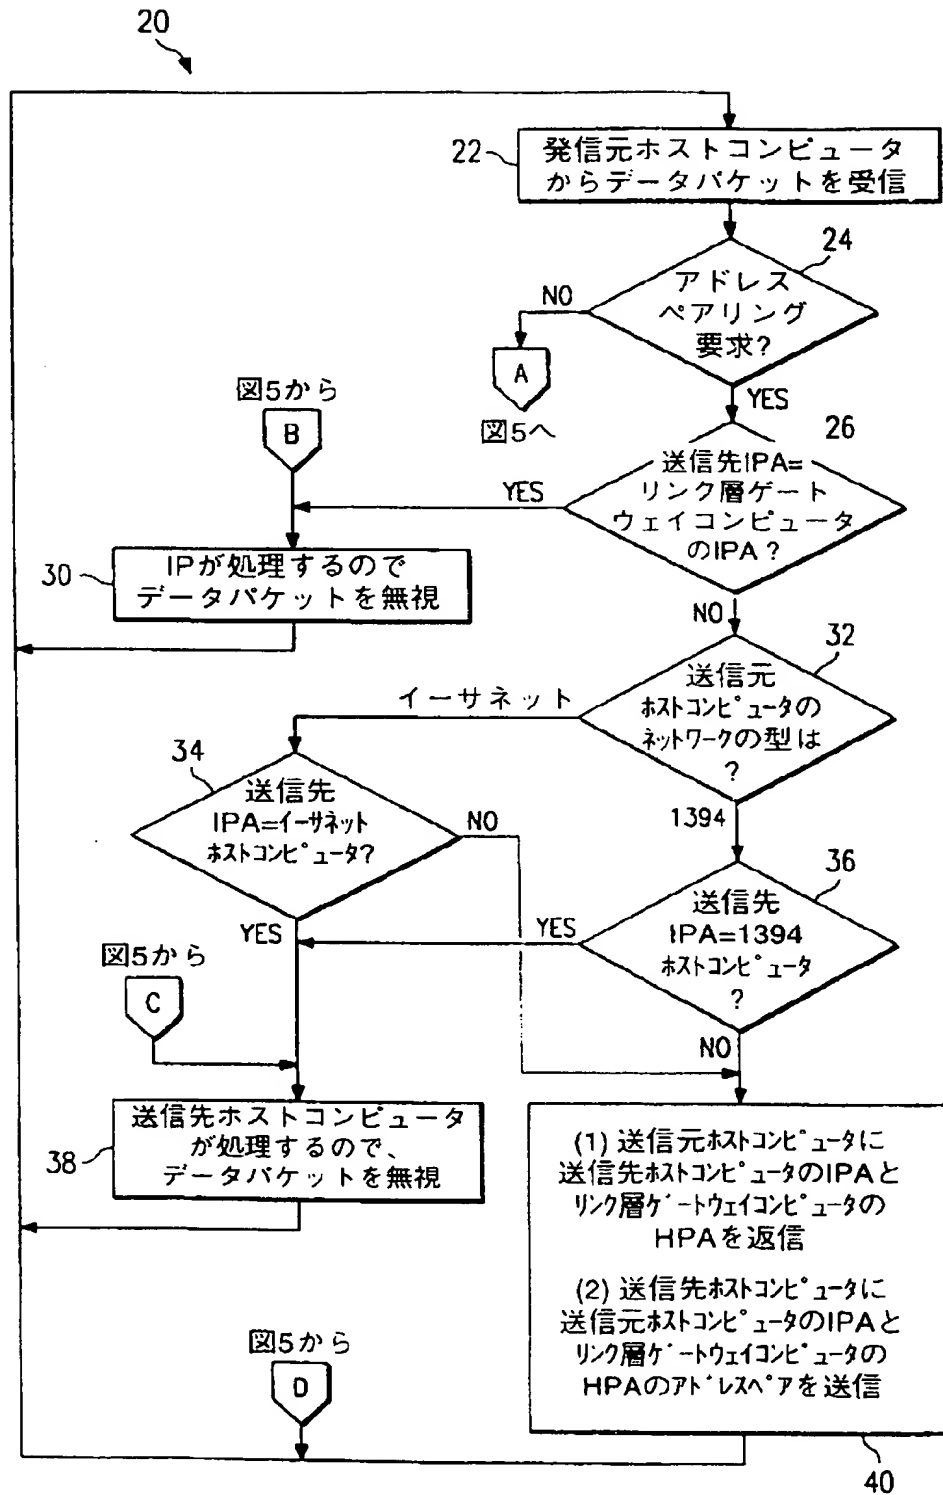 20
22
発信元ホストコンピュータ
からデータパケットを受信
24
アドレス
ペアリング
要求?
NO
A
図5へ
YES
図5から
B
26
送信先IPA=
リンク層ゲート
ウェイコンピュータ
のIPA?
YES
30
IPが処理するので
データパケットを無視
NO
32
送信元
ホストコンピュータの
ネットワークの型は
?
イーサネット
34
送信先
IPA=イーサネット
ホストコンピュータ?
NO
1394
36
送信先
IPA=1394
ホストコンピュータ
?
YES
YES
図5から
C
NO
38
送信先ホストコンピュータ
が処理するので、
データパケットを無視
(1) 送信元ホストコンピュータに
送信先ホストコンピュータのIPAと
リンク層ゲートウェイコンピュータの
HPAを返信
(2) 送信先ホストコンピュータに
送信元ホストコンピュータのIPAと
リンク層ゲートウェイコンピュータの
HPAのアドレスペアを送信
図5から
D
40